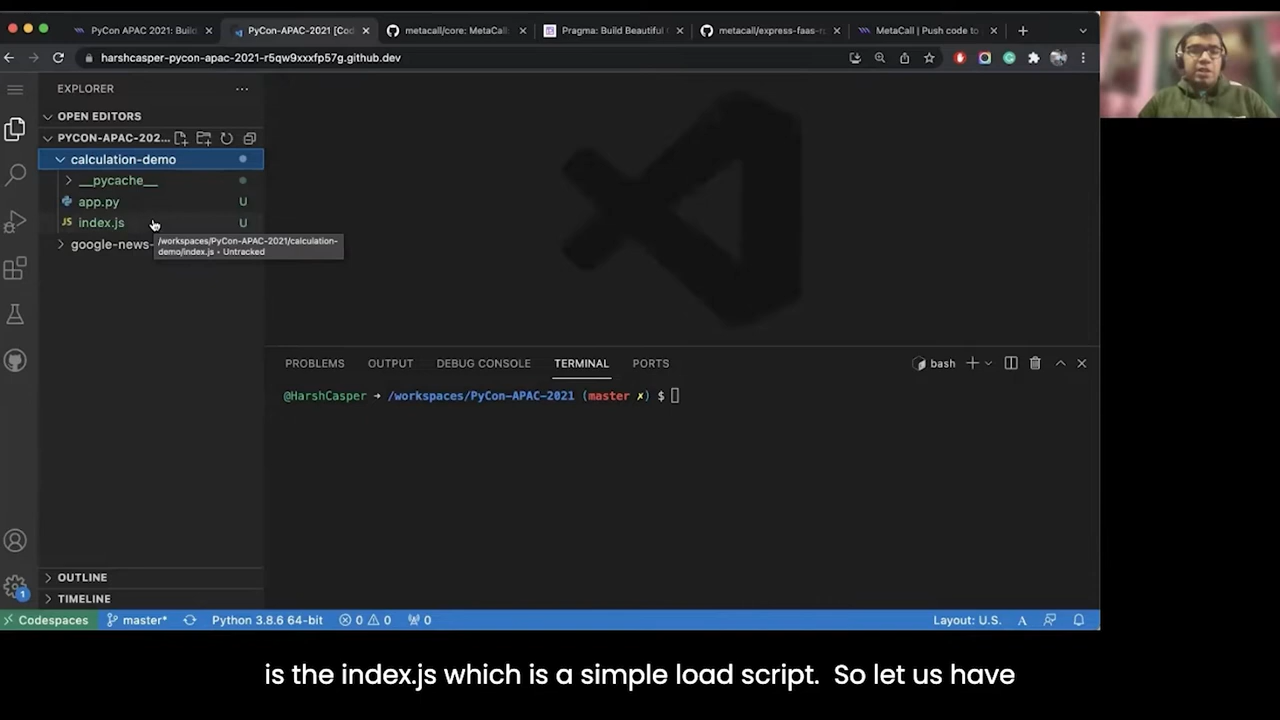 PyCon APAC 2021: Buil
PyCon-APAC-2021 [Cod
metacall/core: MetaCall
Pragma: Build Beautiful
metacall/express-faas-r
MetaCall | Push code to
harshcasper-pycon-apac-2021-r5qw9xxxfp57g.github.dev
EXPLORER
OPEN EDITORS
PYCON-APAC-202...
calculation-demo
__pycache__
app.py U
JS index.js U
google-news-
/workspaces/PyCon-APAC-2021/calculation-
demo/index.js • Untracked
PROBLEMS OUTPUT DEBUG CONSOLE TERMINAL PORTS
bash
@HarshCasper → /workspaces/PyCon-APAC-2021 (master ✗) $
OUTLINE
TIMELINE
1
Codespaces master* Python 3.8.6 64-bit 0 0 0 Layout: U.S.
is the index.js which is a simple load script. So let us have